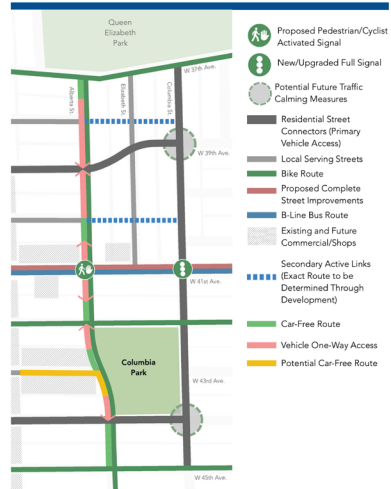 Queen
Elizabeth
Park
W 37th Ave.
Alberta St.
Elizabeth St.
Columbia St.
W 39th Ave.
W 41st Ave.
Columbia
Park
W 43rd Ave.
W 45th Ave.
Proposed Pedestrian/Cyclist
Activated Signal
New/Upgraded Full Signal
Potential Future Traffic
Calming Measures
Residential Street
Connectors (Primary
Vehicle Access)
Local Serving Streets
Bike Route
Proposed Complete
Street Improvements
B-Line Bus Route
Existing and Future
Commercial/Shops
Secondary Active Links
(Exact Route to be
Determined Through
Development)
Car-Free Route
Vehicle One-Way Access
Potential Car-Free Route